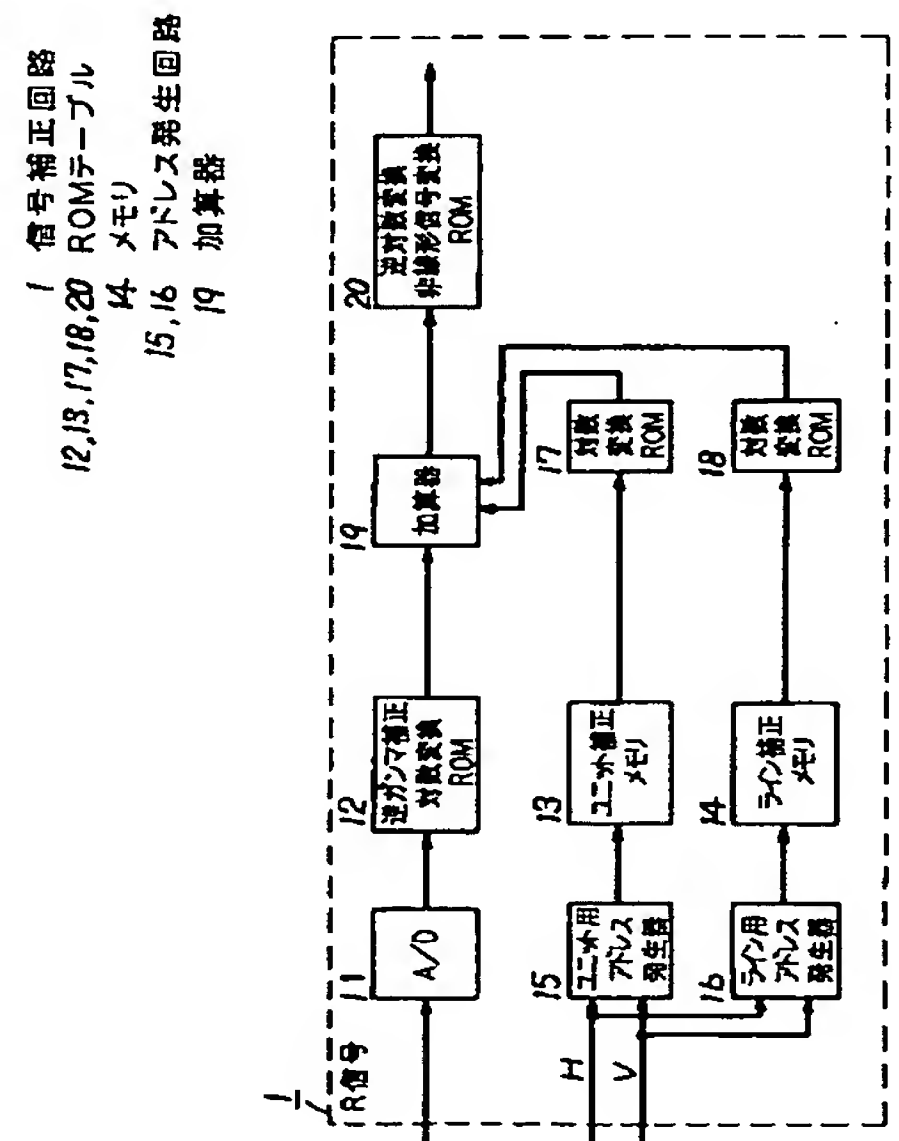 1 信号補正回路
12,13,17,18,20 ROMテーブル
14 メモリ
15,16 アドレス発生回路
19 加算器
1
R信号
11
A/D
12
逆ガンマ補正
対数変換
ROM
19
加算器
20
逆対数変換
非線形信号変換
ROM
H
V
15
ユニット用
アドレス
発生器
13
ユニット補正
メモリ
17
対数
変換
ROM
16
ライン用
アドレス
発生器
14
ライン補正
メモリ
18
対数
変換
ROM